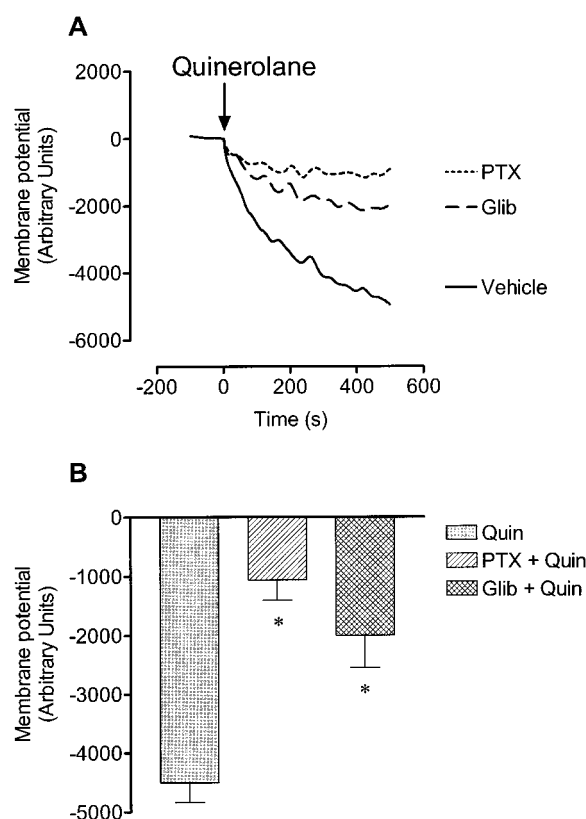 A
Quinerolane
2000
0
-2000
-4000
-6000
Membrane potential
(Arbitrary Units)
PTX
Glib
Vehicle
-200 0 200 400 600
Time (s)
B
0
-1000
-2000
-3000
-4000
-5000
Membrane potential
(Arbitrary Units)
*
*
Quin
PTX + Quin
Glib + Quin